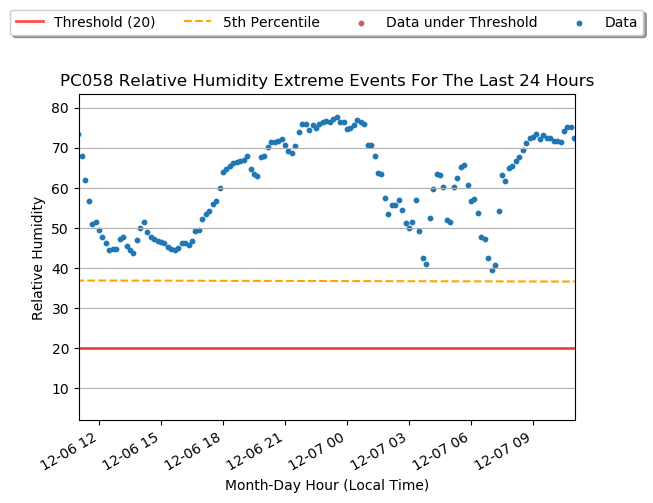 Threshold (20) 5th Percentile Data under Threshold Data
PC058 Relative Humidity Extreme Events For The Last 24 Hours
80
70
60
50
40
30
20
10
Relative Humidity
12-06 12 12-06 15 12-06 18 12-06 21 12-07 00 12-07 03 12-07 06 12-07 09
Month-Day Hour (Local Time)